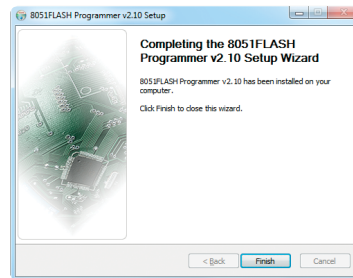 8051FLASH Programmer v2.10 Setup
Completing the 8051FLASH
Programmer v2.10 Setup Wizard
8051FLASH Programmer v2.10 has been installed on your
computer.
Click Finish to close this wizard.
< Back
Finish
Cancel